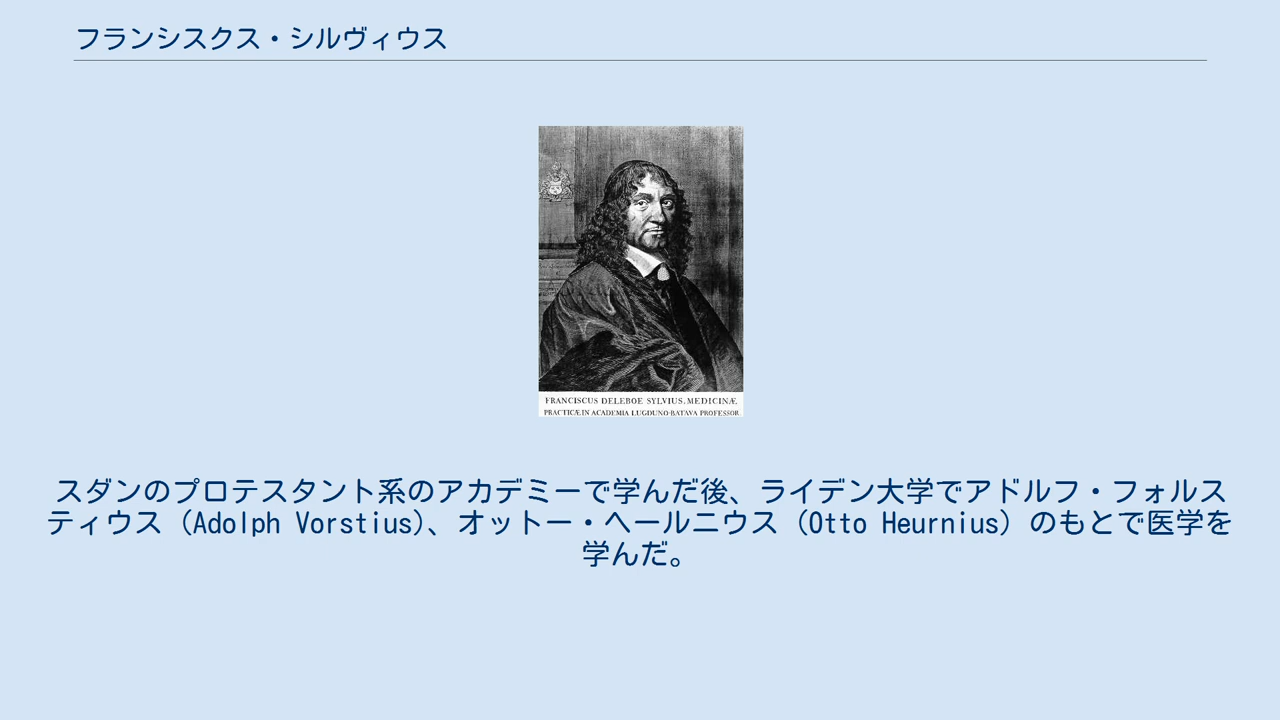 フランシスクス・シルヴィウス
FRANCISCUS DELEBOE SYLVIUS, MEDICINÆ
PRACTICÆ IN ACADEMIA LUGDUNO-BATAVA PROFESSOR
スダンのプロテスタント系のアカデミーで学んだ後、ライデン大学でアドルフ・フォルス
ティウス (Adolph Vorstius)、オットー・ヘールニウス (Otto Heurnius) のもとで医学を
学んだ。